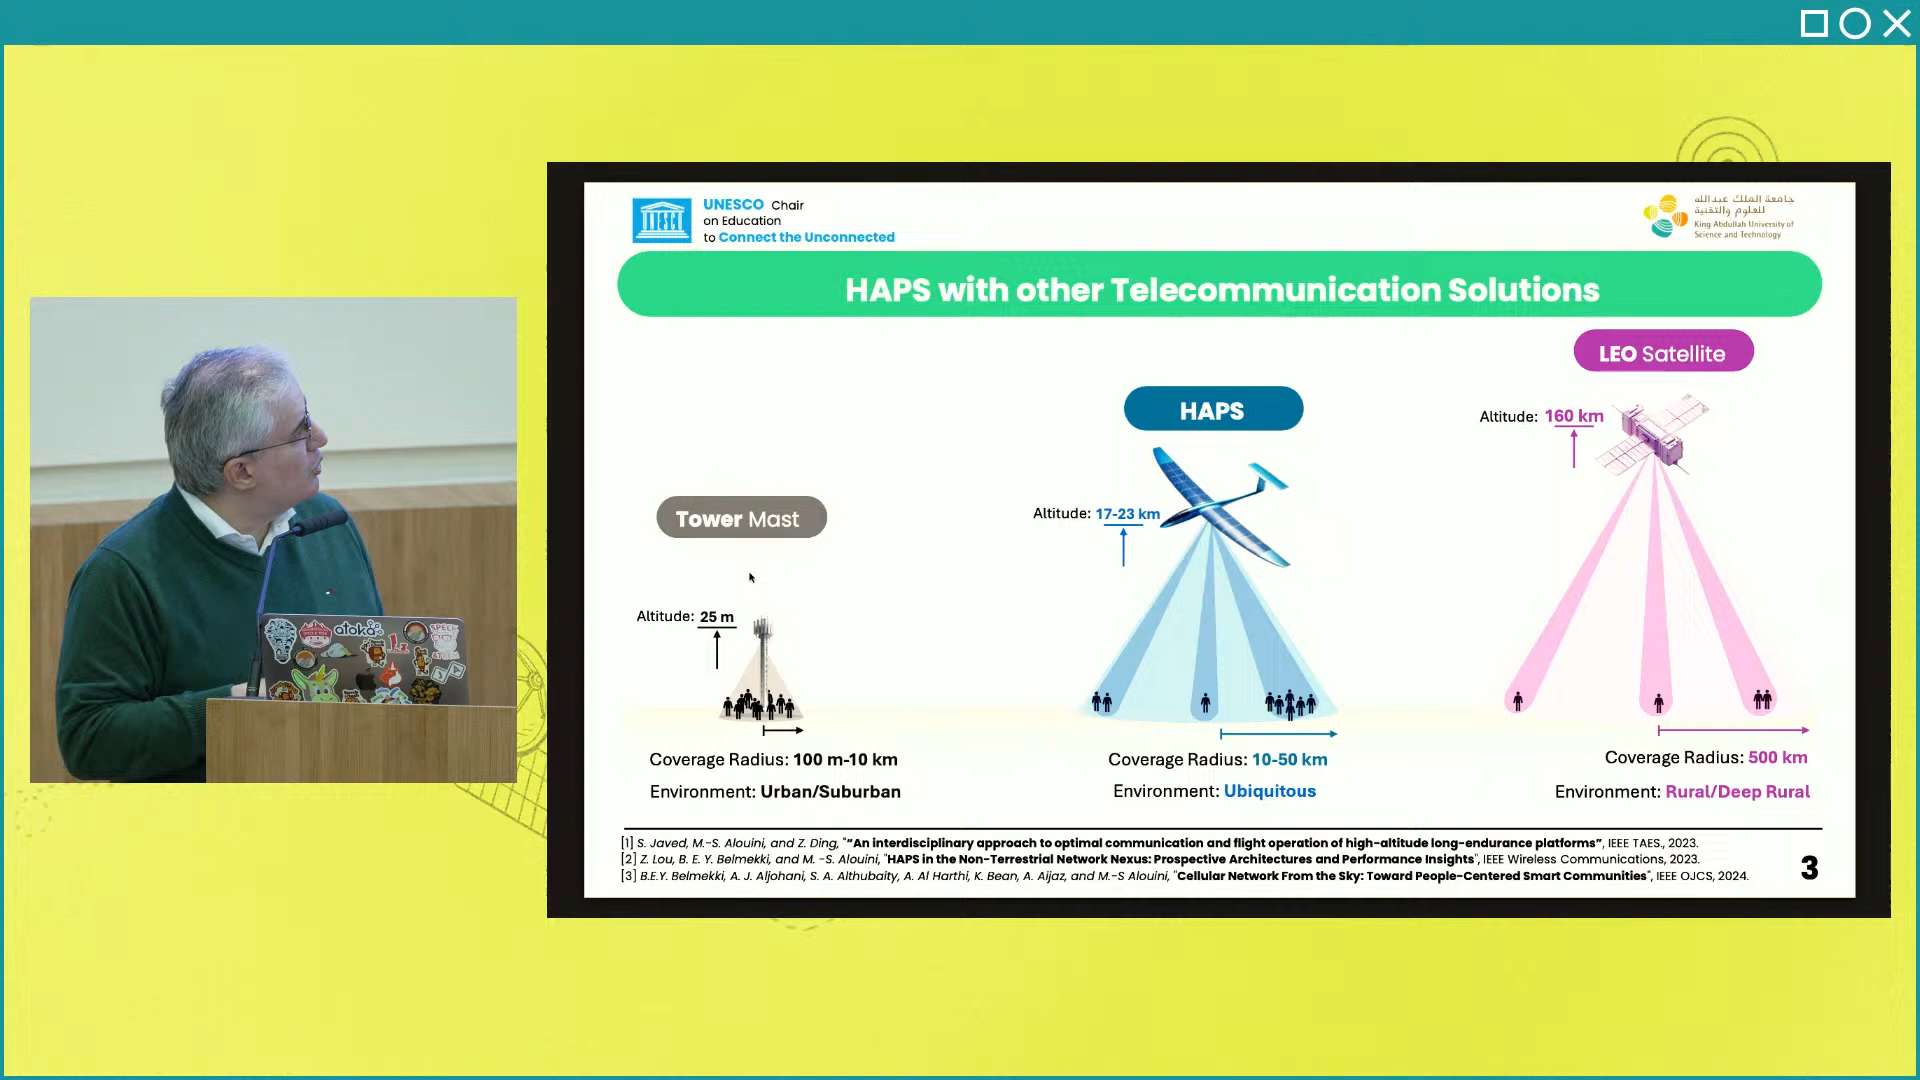 UNESCO Chair
on Education
to Connect the Unconnected
جامعة الملك عبدالله
للعلوم والتقنية
King Abdullah University of
Science and Technology
HAPS with other Telecommunication Solutions
LEO Satellite
HAPS
Altitude: 160 km
Tower Mast
Altitude: 17-23 km
Altitude: 25 m
Coverage Radius: 100 m-10 km
Environment: Urban/Suburban
Coverage Radius: 10-50 km
Environment: Ubiquitous
Coverage Radius: 500 km
Environment: Rural/Deep Rural
[1] S. Javed, M.-S. Alouini, and Z. Ding, "“An interdisciplinary approach to optimal communication and flight operation of high-altitude long-endurance platforms”, IEEE TAES., 2023.
[2] Z. Lou, B. E. Y. Belmekki, and M. -S. Alouini, "HAPS in the Non-Terrestrial Network Nexus: Prospective Architectures and Performance Insights", IEEE Wireless Communications, 2023.
[3] B.E.Y. Belmekki, A. J. Aljohani, S. A. Althubaity, A. Al Harthi, K. Bean, A. Aijaz, and M.-S Alouini, "Cellular Network From the Sky: Toward People-Centered Smart Communities", IEEE OJCS, 2024.
3
atoka